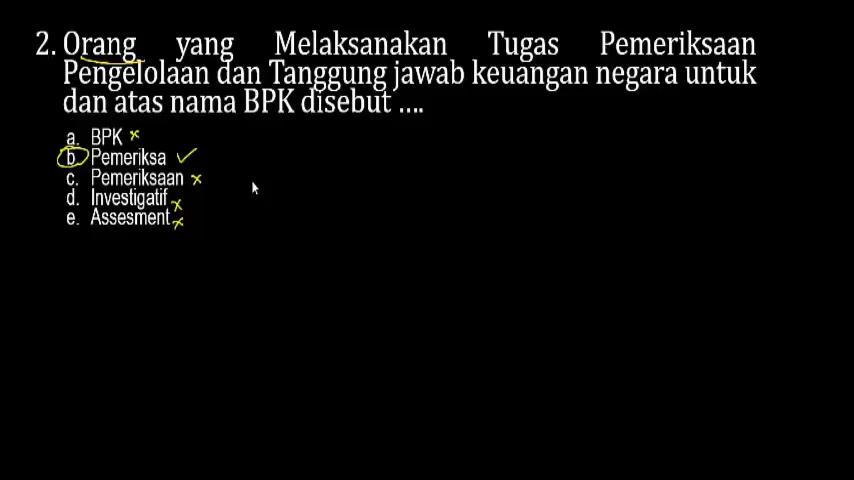 2. Orang yang Melaksanakan Tugas Pemeriksaan
Pengelolaan dan Tanggung jawab keuangan negara untuk
dan atas nama BPK disebut ....
a. BPK
b. Pemeriksa
c. Pemeriksaan
d. Investigatif
e. Assesment